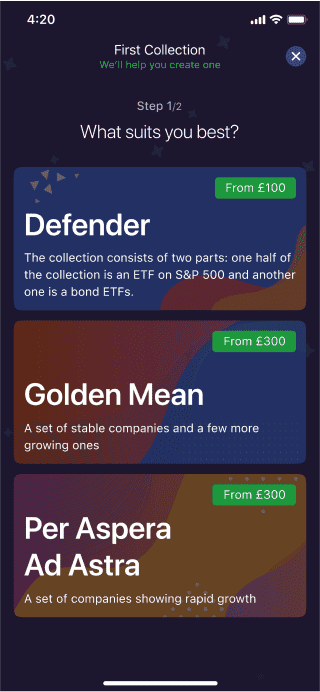 4:20
First Collection
We'll help you create one
Step 1/2
What suits you best?
From £100
Defender
The collection consists of two parts: one half of
the collection is an ETF on S&P 500 and another
one is a bond ETFs.
From £300
Golden Mean
A set of stable companies and a few more
growing ones
From £300
Per Aspera
Ad Astra
A set of companies showing rapid growth